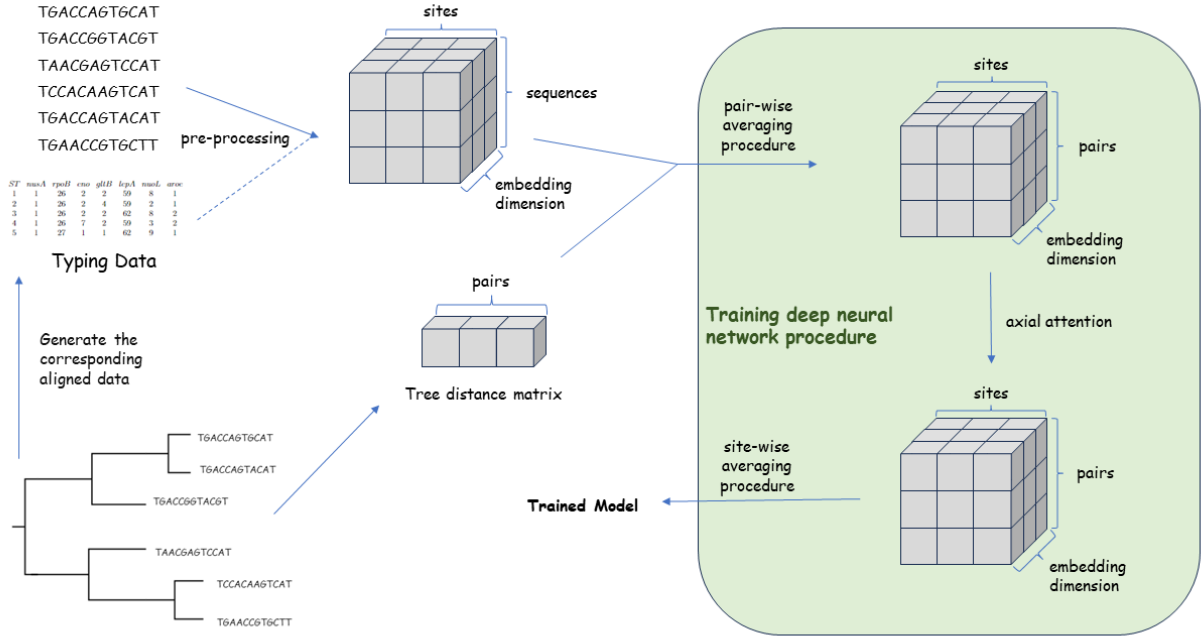 TGACCAGTGCAT
TGACCGGTACGT
TAACGAGTCCAT
TCCACAAGTCAT
TGACCAGTACAT
TGAACCGTGCTT
pre-processing
ST nusA rpoB eno gltB lepA nuoL aroe
1 1 26 2 2 59 8 1
2 1 26 2 4 59 2 1
3 1 26 2 2 62 8 2
4 1 26 7 2 59 3 2
5 1 27 1 1 62 9 1
Typing Data
Generate the
corresponding
aligned data
TGACCAGTGCAT
TGACCAGTACAT
TGACCGGTACGT
TAACGAGTCCAT
TCCACAAGTCAT
TGAACCGTGCTT
sites
sequences
embedding
dimension
pairs
Tree distance matrix
pair-wise
averaging
procedure
sites
pairs
embedding
dimension
Training deep neural
network procedure
axial attention
sites
pairs
embedding
dimension
site-wise
averaging
procedure
Trained Model